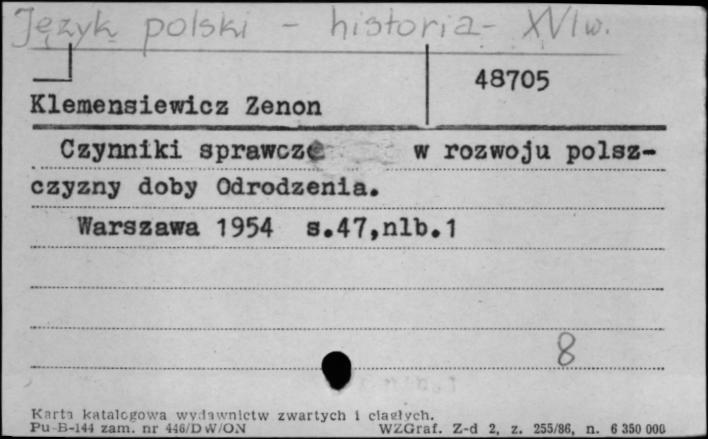 Język polski - historia - XVI w.
48705
Klemensiewicz Zenon
Czynniki sprawcze w rozwoju polsz-
czyzny doby Odrodzenia.
Warszawa 1954 s.47,nlb.1
8
Karta katalogowa wydawnictw zwartych i ciągłych.
Pu-B-144 zam. nr 446/DW/ON WZGraf. Z-d 2, z. 255/86, n. 6 350 000